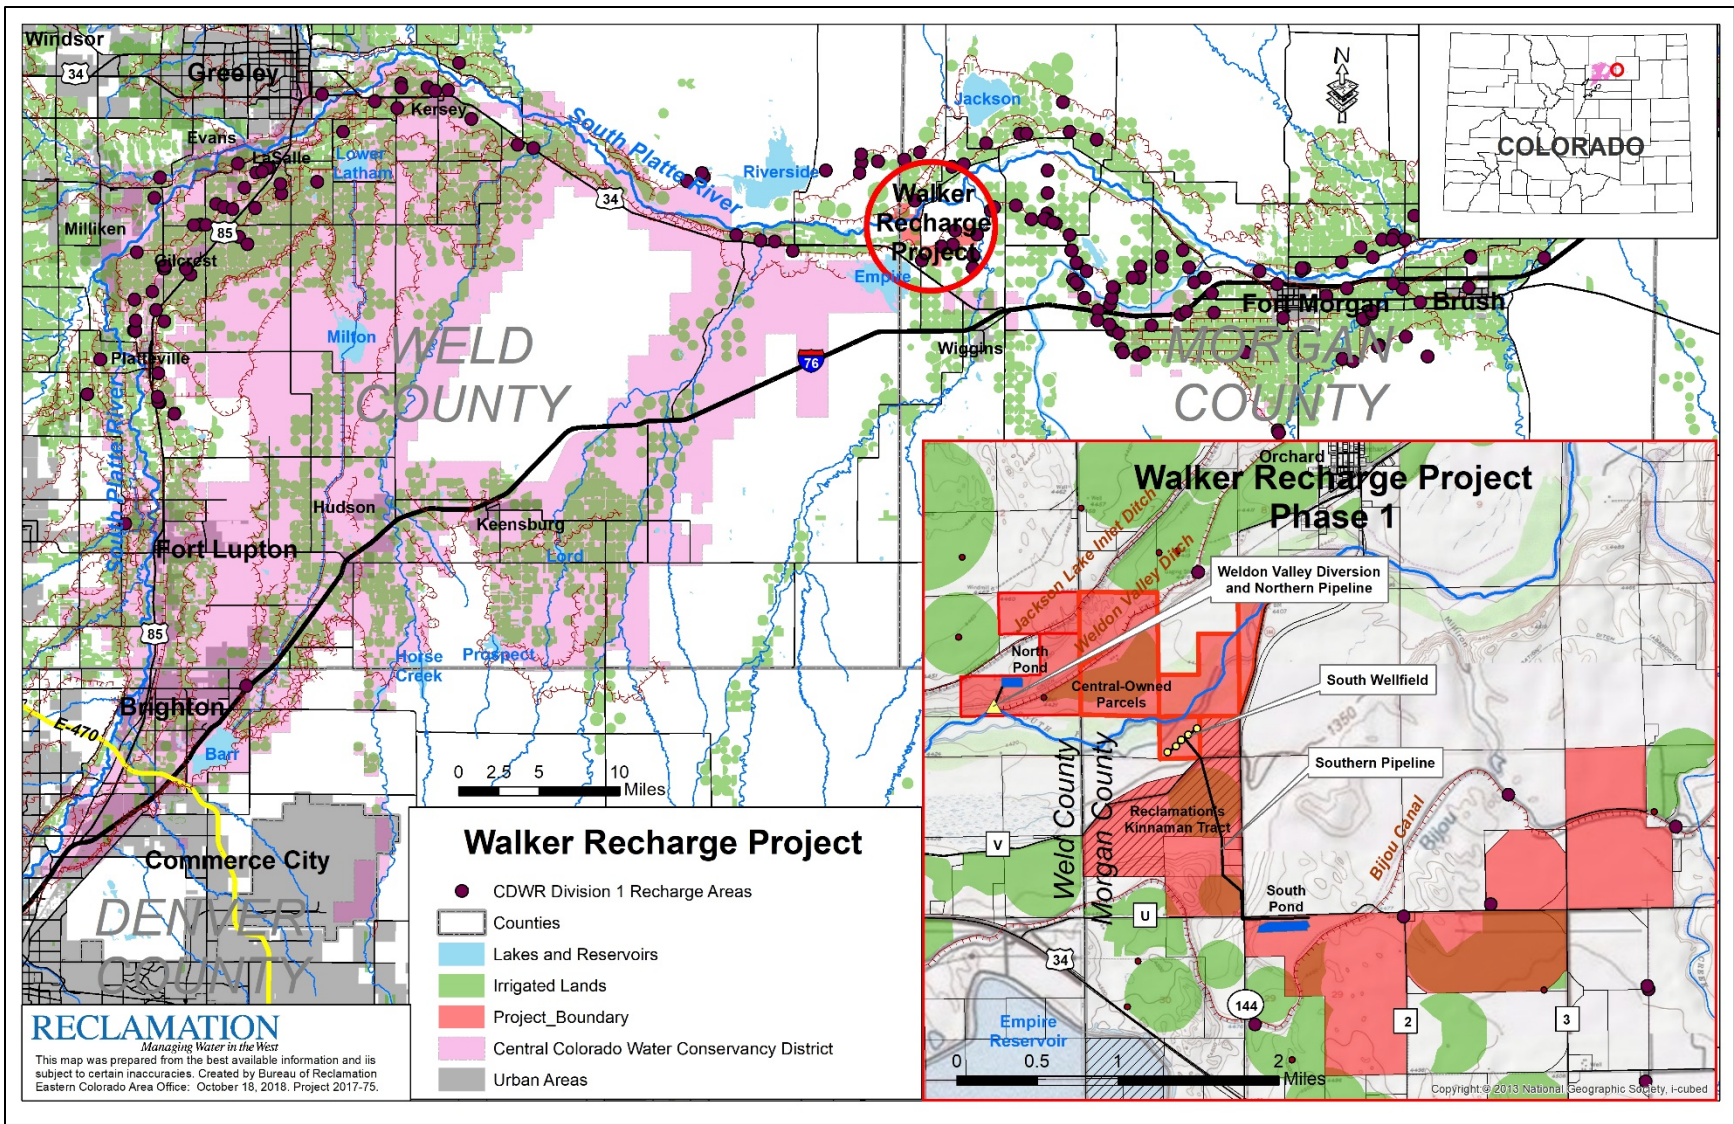 Windsor
34
Greeley
Kersey
Evans
LaSalle
Lower
Latham
Milliken
85
Gilcrest
South Platte River
34
Riverside
Jackson
Walker
Recharge
Project
Empire
N
COLORADO
Milton
WELD
COUNTY
Platteville
76
Wiggins
Fort Morgan
Brush
MORGAN
COUNTY
South Platte River
Hudson
Keensburg
Fort Lupton
Lord
85
Horse
Creek
Prospect
Brighton
E-470
Barr
0 2.5 5 10
Miles
Commerce City
DENVER
COUNTY
Walker Recharge Project
CDWR Division 1 Recharge Areas
Counties
Lakes and Reservoirs
Irrigated Lands
Project_Boundary
Central Colorado Water Conservancy District
Urban Areas
RECLAMATION
Managing Water in the West
This map was prepared from the best available information and iis
subject to certain inaccuracies. Created by Bureau of Reclamation
Eastern Colorado Area Office: October 18, 2018. Project 2017-75.
Orchard
Walker Recharge Project
Phase 1
Jackson Lake Inlet Ditch
Weldon Valley Ditch
Weldon Valley Diversion
and Northern Pipeline
North
Pond
Central-Owned
Parcels
South Wellfield
1350
Southern Pipeline
Weld County
Morgan County
Reclamation's
Kinnaman Tract
Bijou Canal
Bijou
V
U
South
Pond
34
144
2
3
Empire
Reservoir
0 0.5 1 2
Miles
Copyright:© 2013 National Geographic Society, i-cubed